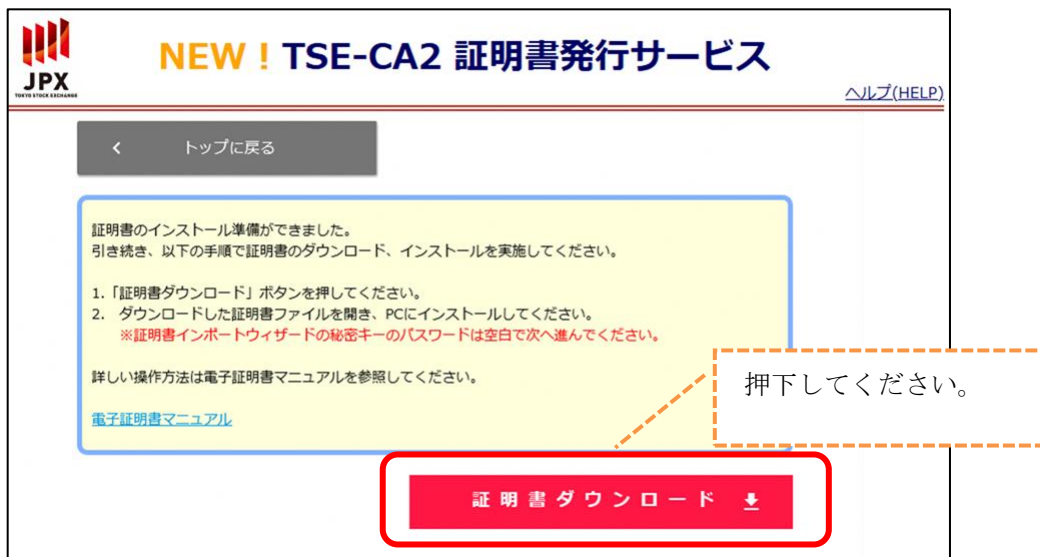 JPX
TOKYO STOCK EXCHANGE
NEW！TSE-CA2 証明書発行サービス
ヘルプ(HELP)
トップに戻る
証明書のインストール準備ができました。
引き続き、以下の手順で証明書のダウンロード、インストールを実施してください。
1.「証明書ダウンロード」ボタンを押してください。
2. ダウンロードした証明書ファイルを開き、PCにインストールしてください。
※証明書インポートウィザードの秘密キーのパスワードは空白で次へ進んでください。
詳しい操作方法は電子証明書マニュアルを参照してください。
電子証明書マニュアル
押下してください。
証明書ダウンロード